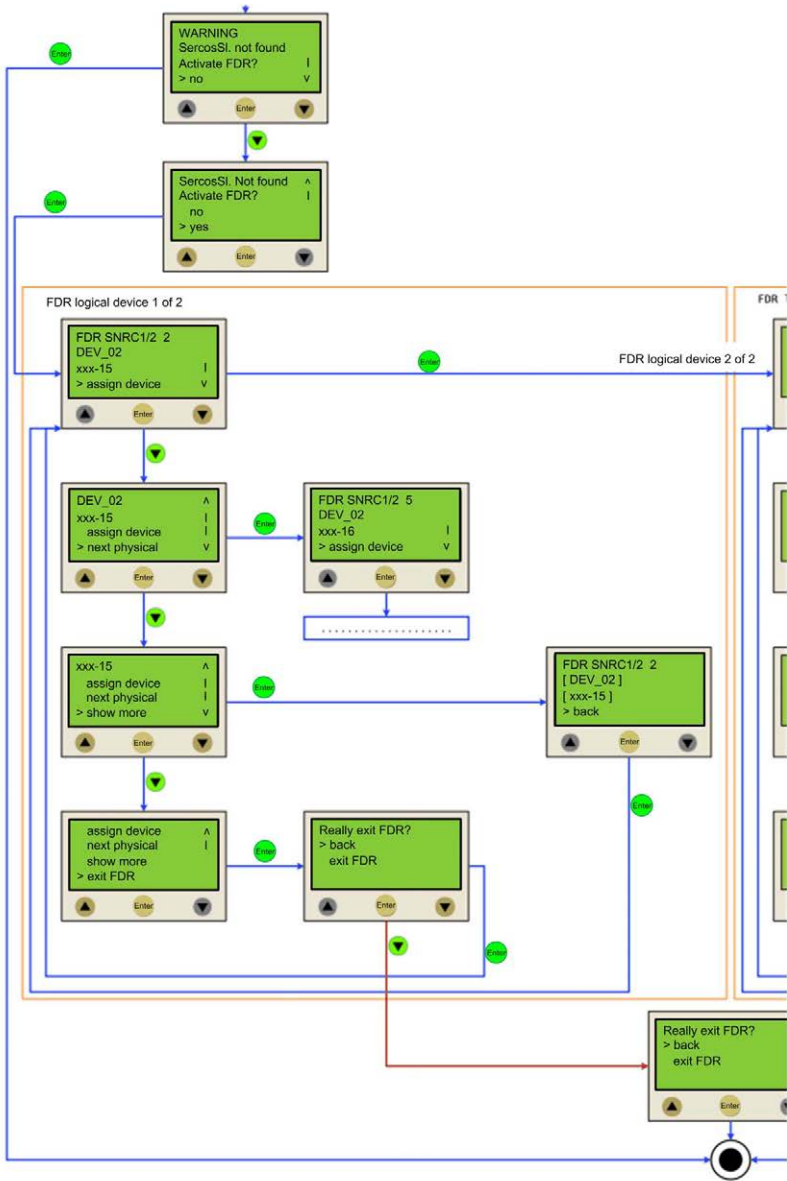 WARNING
SercosSl. not found
Activate FDR? I
> no v
Enter
Enter
SercosSl. Not found ^
Activate FDR? I
no
> yes
Enter
Enter
FDR logical device 1 of 2
FDR
FDR SNRC1/2 2
DEV_02
xxx-15 I
> assign device v
Enter
Enter
FDR logical device 2 of 2
DEV_02 ^
xxx-15 I
assign device I
> next physical v
Enter
Enter
FDR SNRC1/2 5
DEV_02
xxx-16 I
> assign device v
Enter
.....................
xxx-15 ^
assign device I
next physical I
> show more v
Enter
Enter
FDR SNRC1/2 2
[ DEV_02 ]
[ xxx-15 ]
> back
Enter
Enter
assign device ^
next physical I
show more
> exit FDR
Enter
Enter
Really exit FDR?
> back
exit FDR
Enter
Enter
Really exit FDR?
> back
exit FDR
Enter